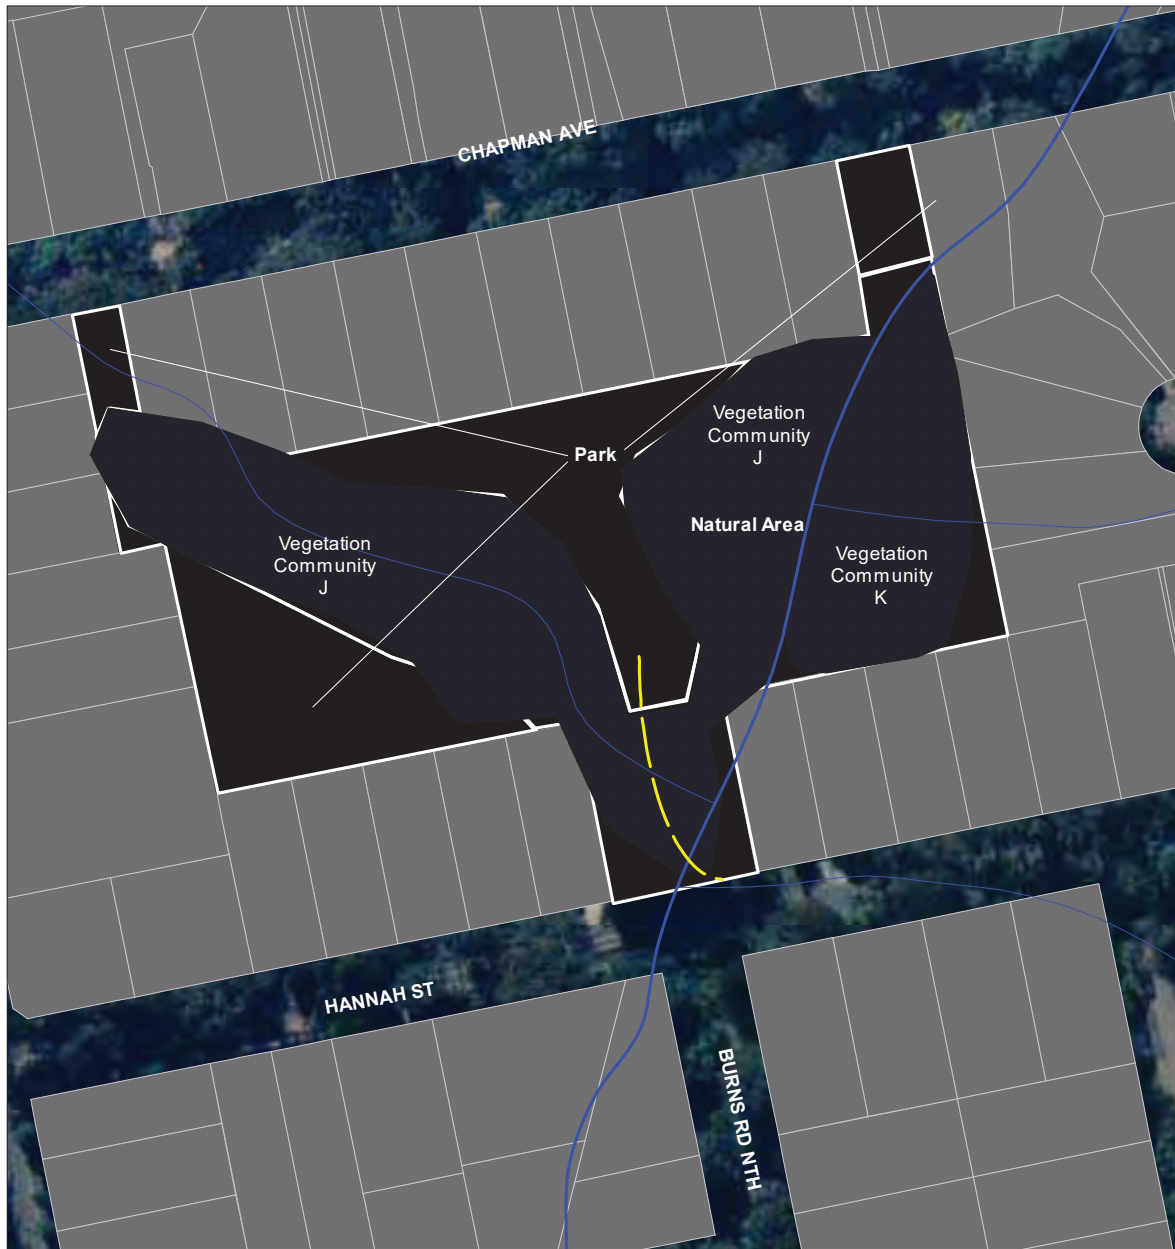 CHAPMAN AVE
Vegetation
Community
J
Park
Natural Area
Vegetation
Community
J
Vegetation
Community
K
HANNAH ST
BURNS RD NTH